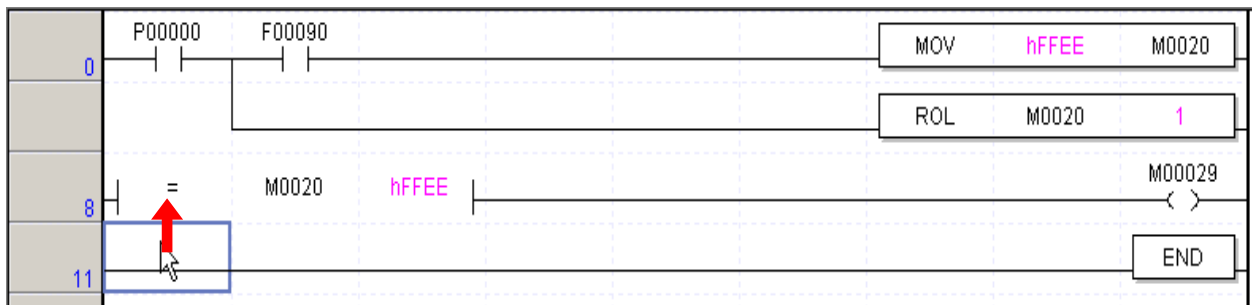 P00000 F00090
0 MOV hFFEE M0020
ROL M0020 1
8 = M0020 hFFEE M00029
11 END